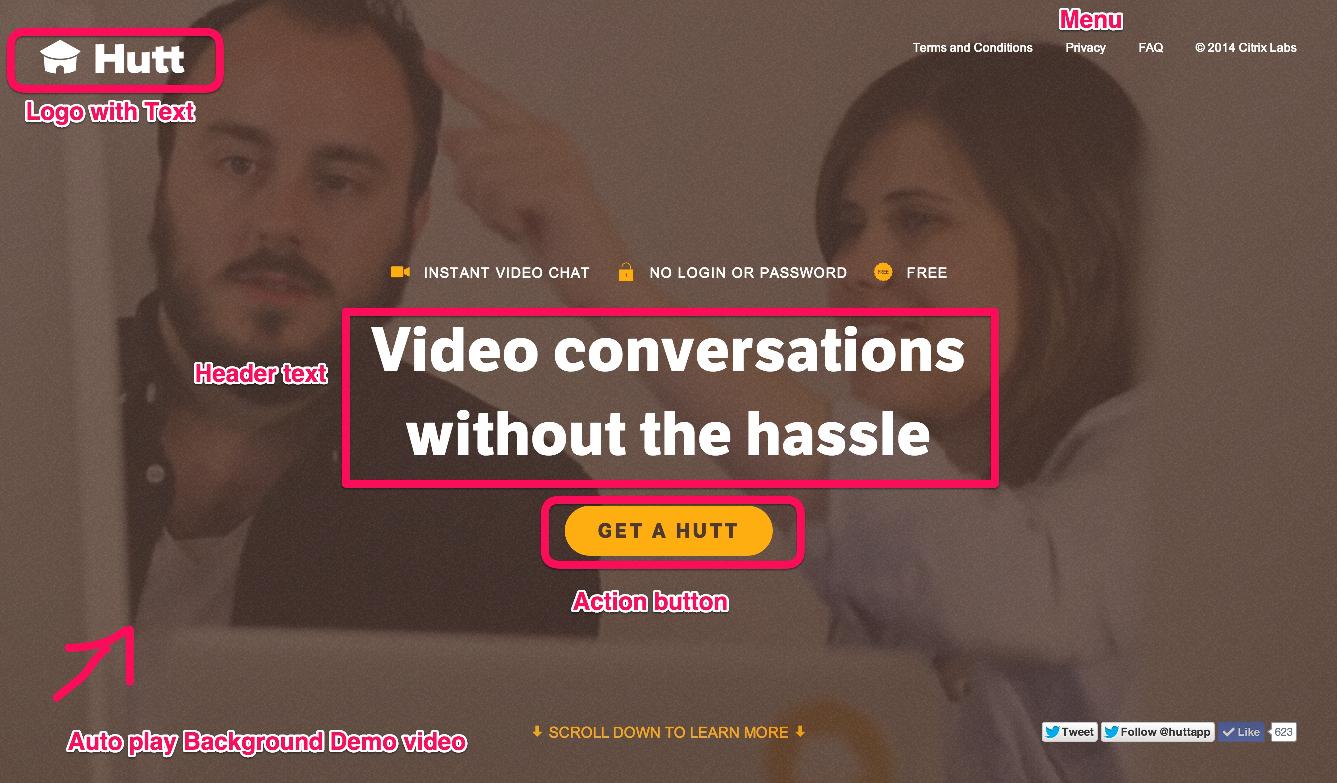 Menu
Hutt
Terms and Conditions Privacy FAQ © 2014 Citrix Labs
Logo with Text
INSTANT VIDEO CHAT NO LOGIN OR PASSWORD FREE FREE
Header text
Video conversations
without the hassle
GET A HUTT
Action button
Auto play Background Demo video
SCROLL DOWN TO LEARN MORE
Tweet Follow @huttapp Like 623